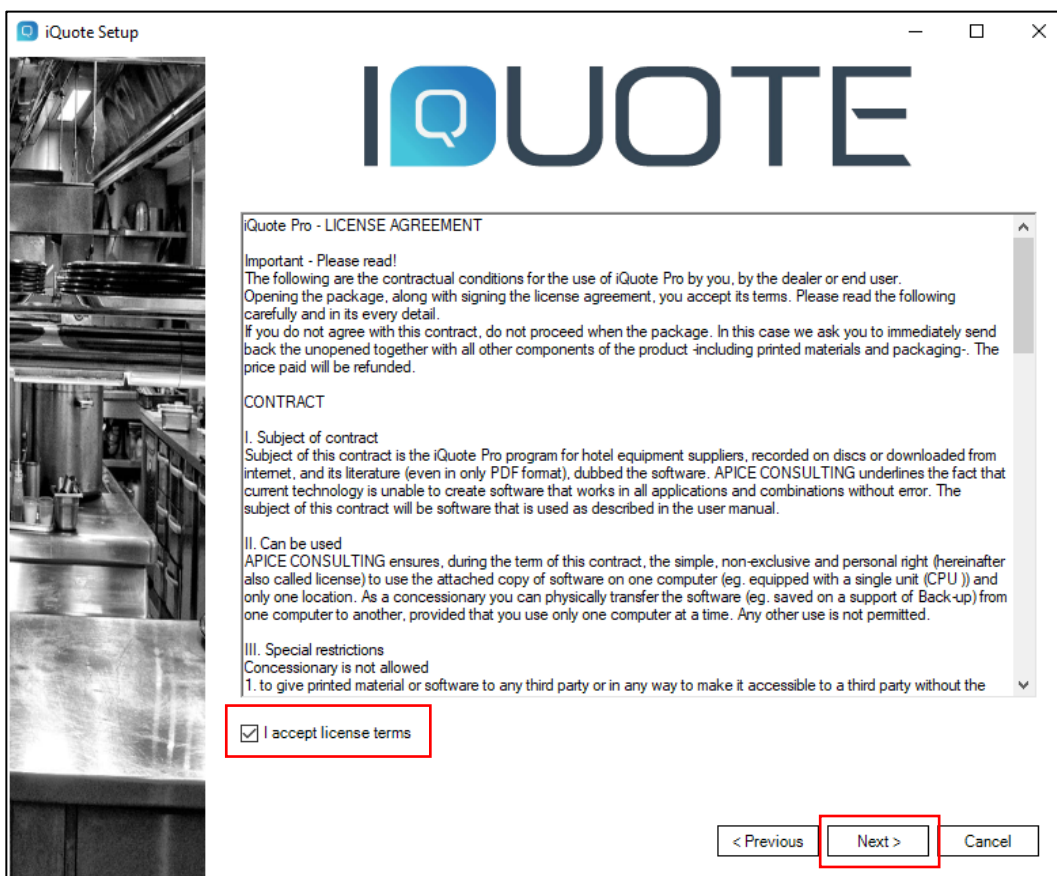 iQuote Setup
IQUOTE
iQuote Pro - LICENSE AGREEMENT
Important - Please read!
The following are the contractual conditions for the use of iQuote Pro by you, by the dealer or end user.
Opening the package, along with signing the license agreement, you accept its terms. Please read the following
carefully and in its every detail.
If you do not agree with this contract, do not proceed when the package. In this case we ask you to immediately send
back the unopened together with all other components of the product -including printed materials and packaging-. The
price paid will be refunded.
CONTRACT
I. Subject of contract
Subject of this contract is the iQuote Pro program for hotel equipment suppliers, recorded on discs or downloaded from
internet, and its literature (even in only PDF format), dubbed the software. APICE CONSULTING underlines the fact that
current technology is unable to create software that works in all applications and combinations without error. The
subject of this contract will be software that is used as described in the user manual.
II. Can be used
APICE CONSULTING ensures, during the term of this contract, the simple, non-exclusive and personal right (hereinafter
also called license) to use the attached copy of software on one computer (eg. equipped with a single unit (CPU )) and
only one location. As a concessionary you can physically transfer the software (eg. saved on a support of Back-up) from
one computer to another, provided that you use only one computer at a time. Any other use is not permitted.
III. Special restrictions
Concessionary is not allowed
1. to give printed material or software to any third party or in any way to make it accessible to a third party without the
I accept license terms
< Previous
Next >
Cancel